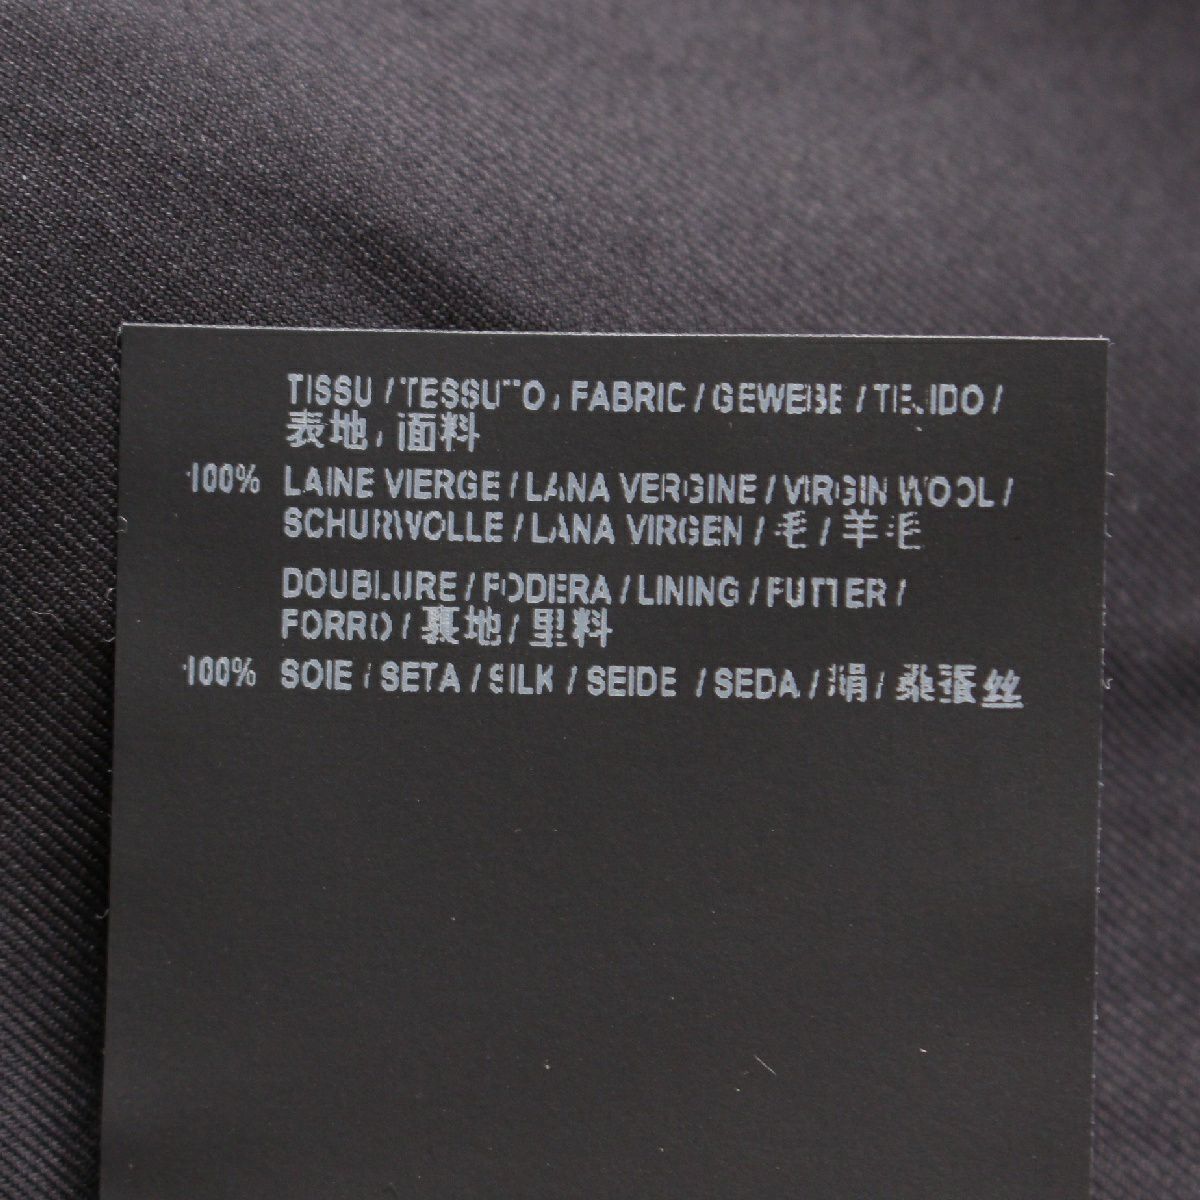 TISSU / TESSUTO / FABRIC / GEWEBE / TEJIDO /
表地 / 面料
100% LAINE VIERGE / LANA VERGINE / VIRGIN WOOL /
SCHURWOLLE / LANA VIRGEN / 毛 / 羊毛
DOUBLURE / FODERA / LINING / FUTTER /
FORRO / 裏地 / 里料
100% SOIE / SETA / SILK / SEIDE / SEDA / 絹 / 桑蚕丝